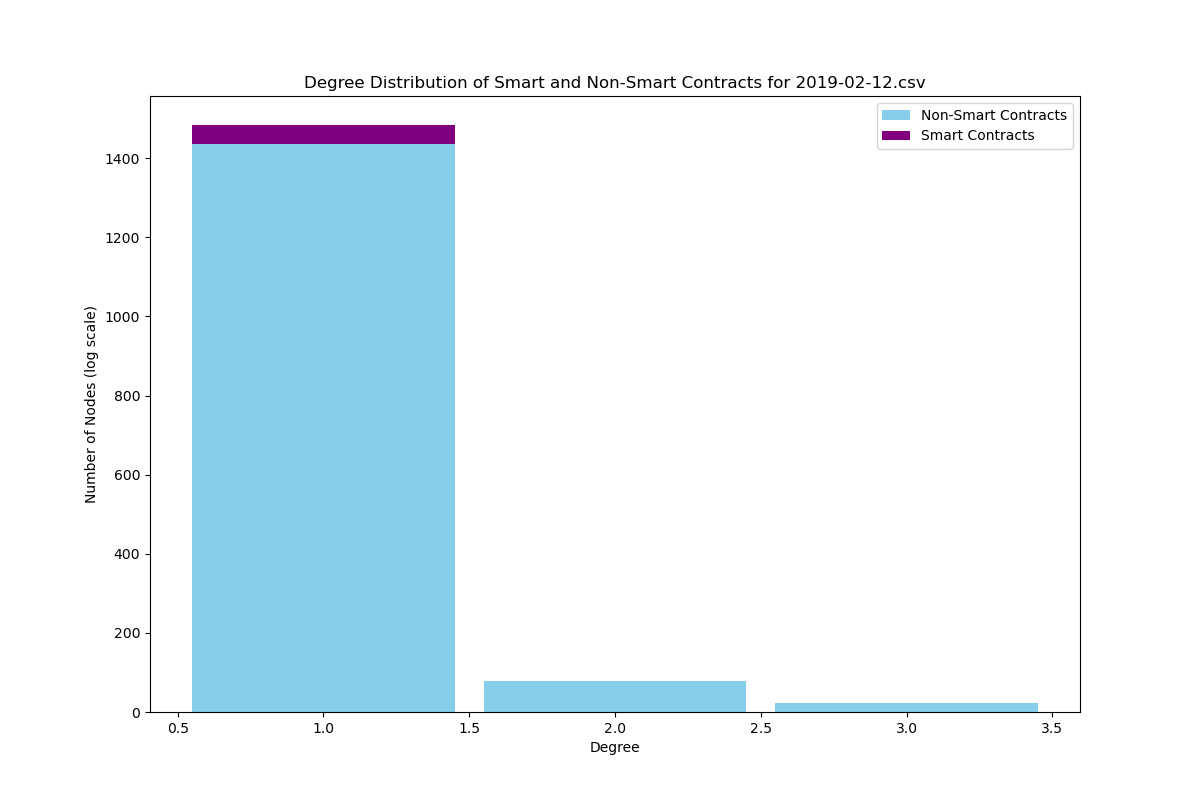 Degree Distribution of Smart and Non-Smart Contracts for 2019-02-12.csv
Non-Smart Contracts
Smart Contracts
Number of Nodes (log scale)
1400
1200
1000
800
600
400
200
0
0.5 1.0 1.5 2.0 2.5 3.0 3.5
Degree